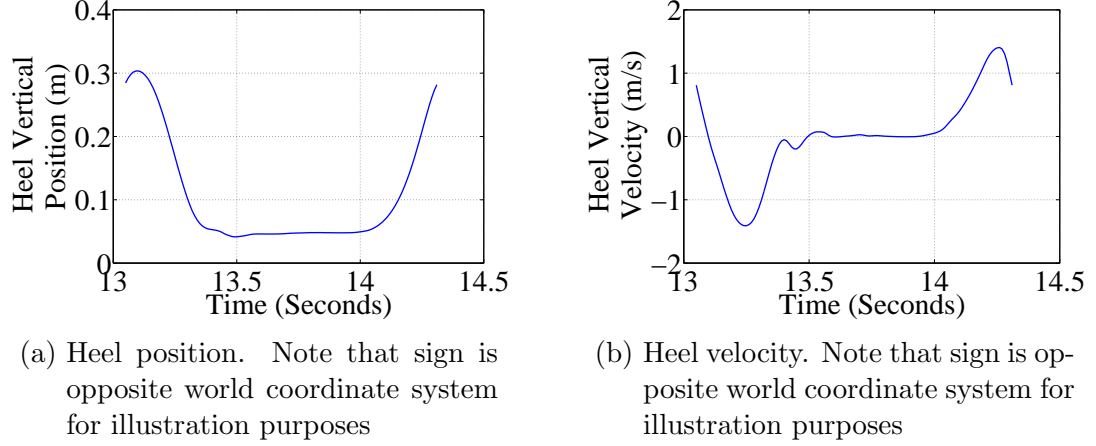 0.4
0.3
0.2
0.1
0
13
13.5
14
14.5
Heel Vertical
Position (m)
Time (Seconds)
2
1
0
−1
−2
13
13.5
14
14.5
Heel Vertical
Velocity (m/s)
Time (Seconds)
(a) Heel position. Note that sign is
opposite world coordinate system
for illustration purposes
(b) Heel velocity. Note that sign is op-
posite world coordinate system for
illustration purposes